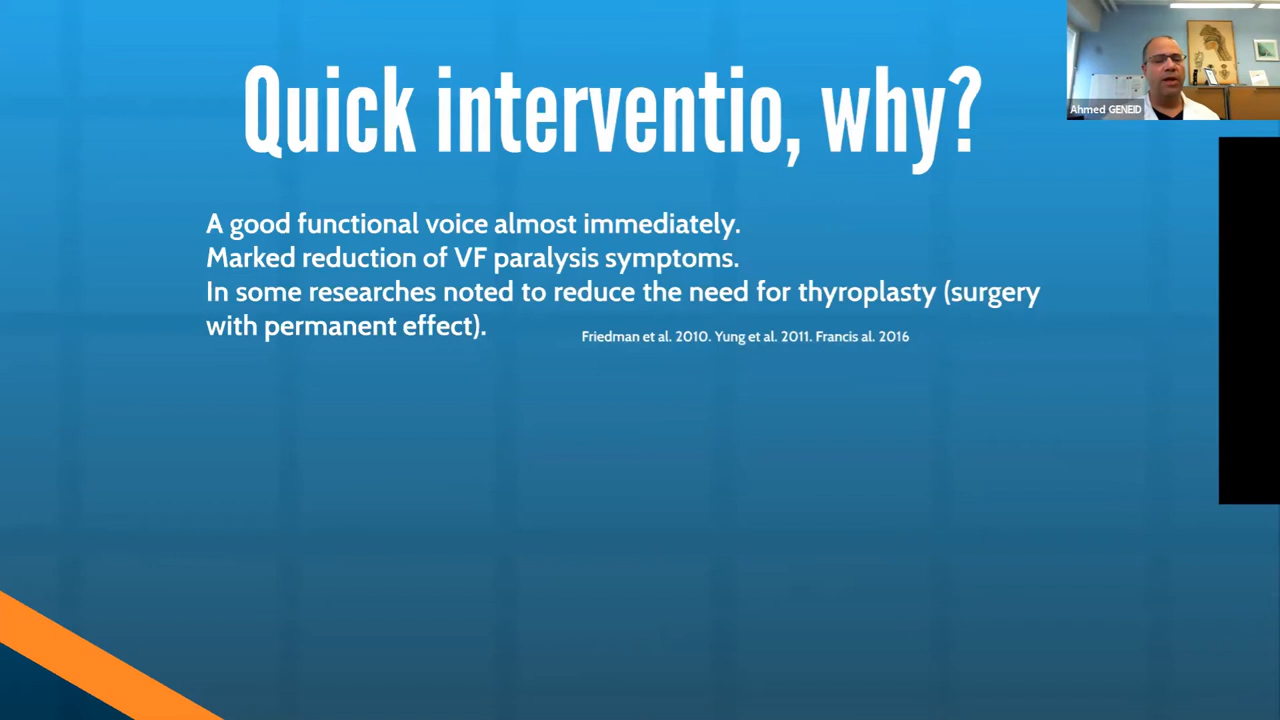 Quick interventio, why?
Ahmed GENEID
A good functional voice almost immediately.
Marked reduction of VF paralysis symptoms.
In some researches noted to reduce the need for thyroplasty (surgery
with permanent effect).
Friedman et al. 2010. Yung et al. 2011. Francis al. 2016